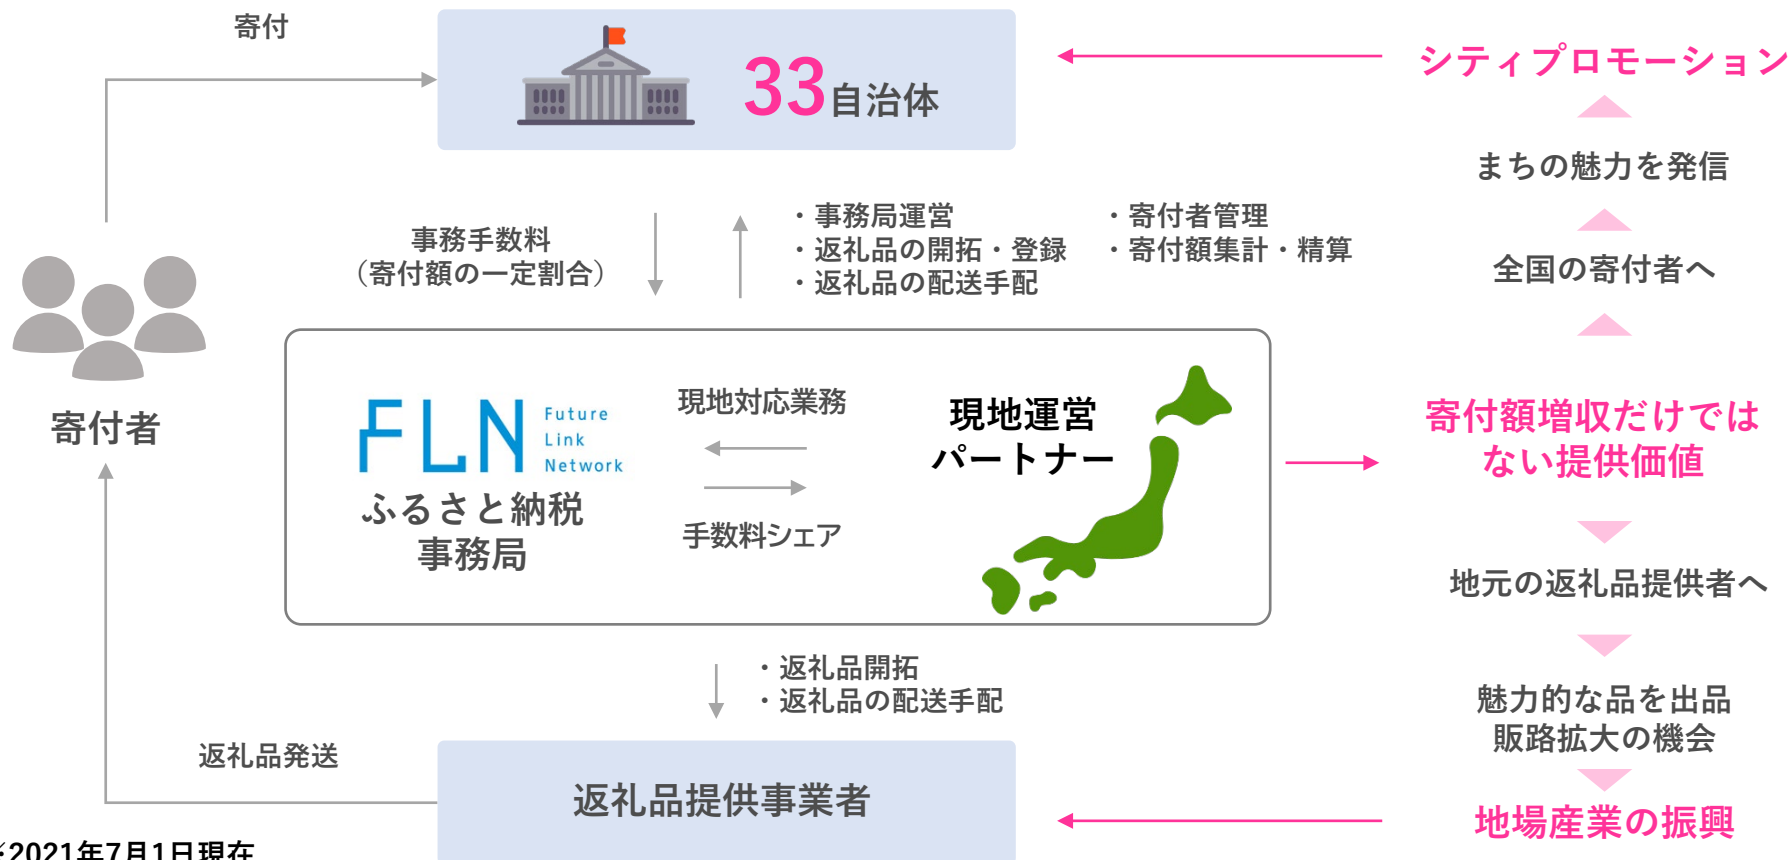 寄付
33自治体
シティプロモーション
まちの魅力を発信
全国の寄付者へ
事務手数料
（寄付額の一定割合）
・事務局運営
・返礼品の開拓・登録
・返礼品の配送手配
・寄付者管理
・寄付額集計・精算
寄付者
FLN Future
Link
Network
ふるさと納税
事務局
現地対応業務
手数料シェア
現地運営
パートナー
寄付額増収だけでは
ない提供価値
地元の返礼品提供者へ
魅力的な品を出品
販路拡大の機会
地場産業の振興
・返礼品開拓
・返礼品の配送手配
返礼品発送
返礼品提供事業者
※2021年7月1日現在